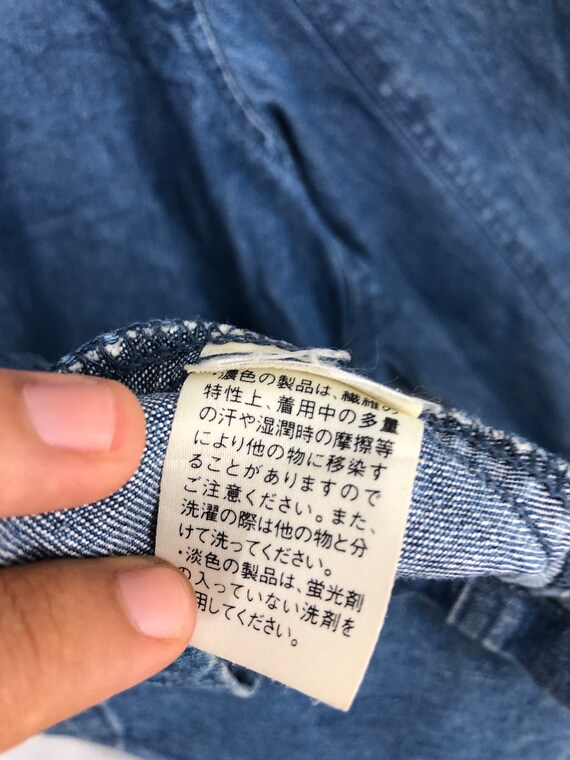 ・濃色の製品は、繊維の
特性上、着用中の多量
の汗や湿潤時の摩擦等
により他の物に移染す
ることがありますので
ご注意ください。また、
洗濯の際は他の物と分
けて洗ってください。
・淡色の製品は、蛍光剤
の入っていない洗剤を
用してください。